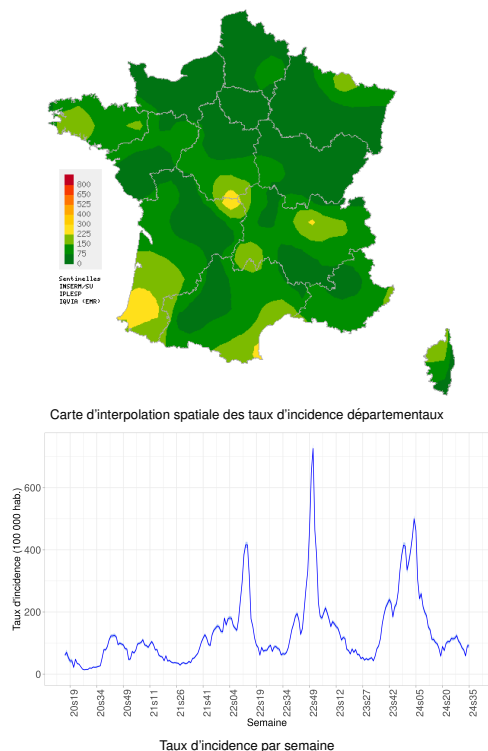 800
650
525
400
300
225
150
75
0
Sentinelles
INSERM/SU
IPLESP
IQUIA (EMR)
Carte d'interpolation spatiale des taux d'incidence départementaux
Taux d'incidence (100 000 hab.)
600
400
200
0
20s19
20s34
20s49
21s11
21s26
21s41
22s04
22s19
22s34
22s49
23s12
23s27
23s42
24s05
24s20
24s35
Semaine
Taux d'incidence par semaine